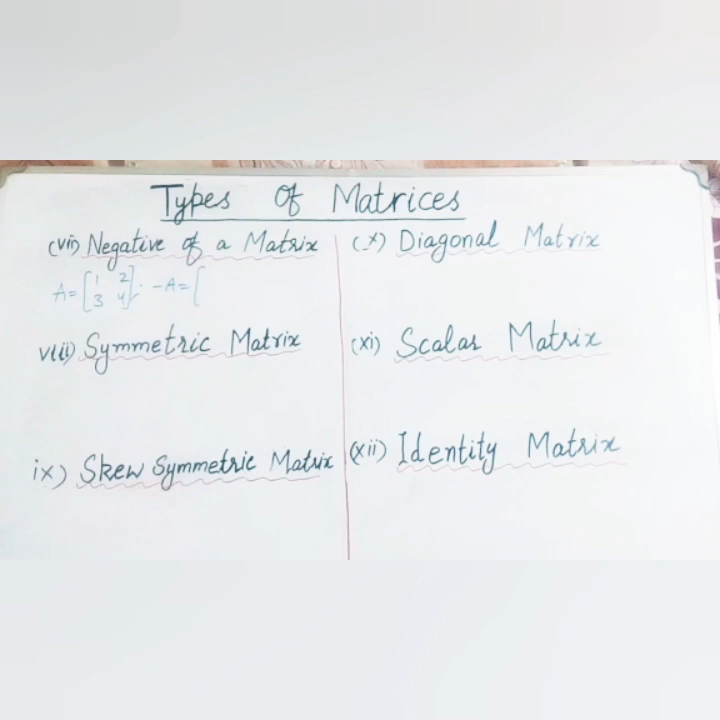 Types Of Matrices
(vii) Negative of a Matrix
A=[1 2
3 4]; -A=[
viii) Symmetric Matrix
ix) Skew Symmetric Matrix
(x) Diagonal Matrix
(xi) Scalar Matrix
(xii) Identity Matrix